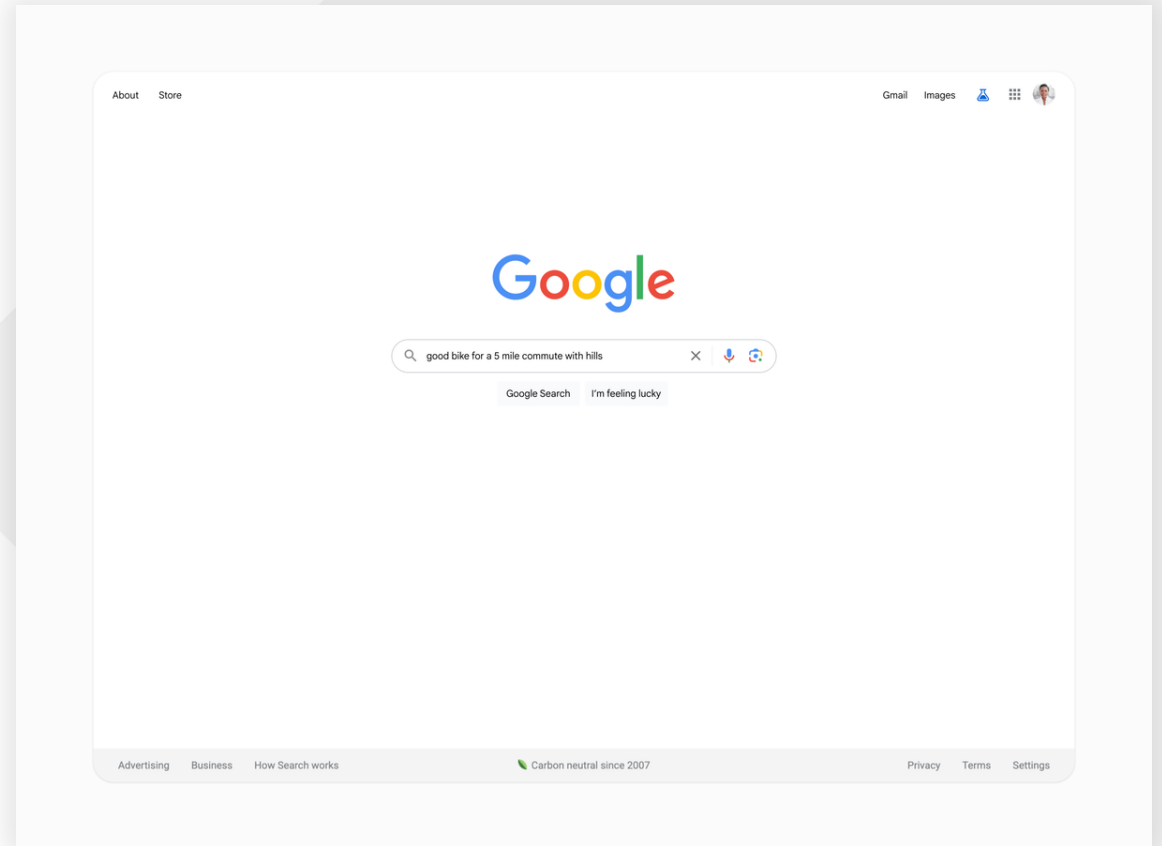 About Store Gmail Images
Google
good bike for a 5 mile commute with hills
Google Search I'm feeling lucky
Advertising Business How Search works Carbon neutral since 2007 Privacy Terms Settings